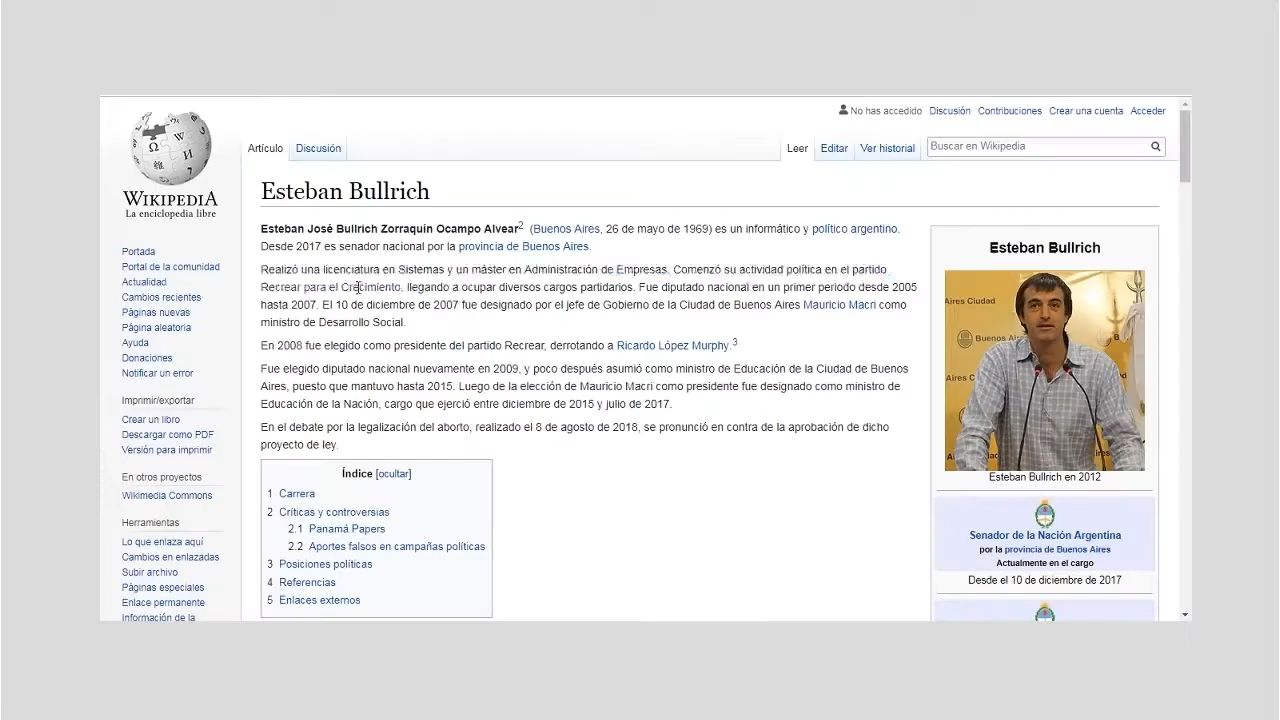 No has accedido Discusión Contribuciones Crear una cuenta Acceder
WIKIPEDIA
La enciclopedia libre
Artículo Discusión Leer Editar Ver historial Buscar en Wikipedia
Esteban Bullrich
Esteban José Bullrich Zorraquín Ocampo Alvear2 (Buenos Aires, 26 de mayo de 1969) es un informático y político argentino.
Desde 2017 es senador nacional por la provincia de Buenos Aires.
Realizó una licenciatura en Sistemas y un máster en Administración de Empresas. Comenzó su actividad política en el partido
Recrear para el Crecimiento, llegando a ocupar diversos cargos partidarios. Fue diputado nacional en un primer periodo desde 2005
hasta 2007. El 10 de diciembre de 2007 fue designado por el jefe de Gobierno de la Ciudad de Buenos Aires Mauricio Macri como
ministro de Desarrollo Social.
En 2008 fue elegido como presidente del partido Recrear, derrotando a Ricardo López Murphy.3
Fue elegido diputado nacional nuevamente en 2009, y poco después asumió como ministro de Educación de la Ciudad de Buenos
Aires, puesto que mantuvo hasta 2015. Luego de la elección de Mauricio Macri como presidente fue designado como ministro de
Educación de la Nación, cargo que ejerció entre diciembre de 2015 y julio de 2017.
En el debate por la legalización del aborto, realizado el 8 de agosto de 2018, se pronunció en contra de la aprobación de dicho
proyecto de ley.
Índice [ocultar]
1 Carrera
2 Críticas y controversias
2.1 Panamá Papers
2.2 Aportes falsos en campañas políticas
3 Posiciones políticas
4 Referencias
5 Enlaces externos
Portada
Portal de la comunidad
Actualidad
Cambios recientes
Páginas nuevas
Página aleatoria
Ayuda
Donaciones
Notificar un error
Imprimir/exportar
Crear un libro
Descargar como PDF
Versión para imprimir
En otros proyectos
Wikimedia Commons
Herramientas
Lo que enlaza aquí
Cambios en enlazadas
Subir archivo
Páginas especiales
Enlace permanente
Información de la
Esteban Bullrich
Aires Ciudad
Buenos Aires
Esteban Bullrich en 2012
Senador de la Nación Argentina
por la provincia de Buenos Aires
Actualmente en el cargo
Desde el 10 de diciembre de 2017